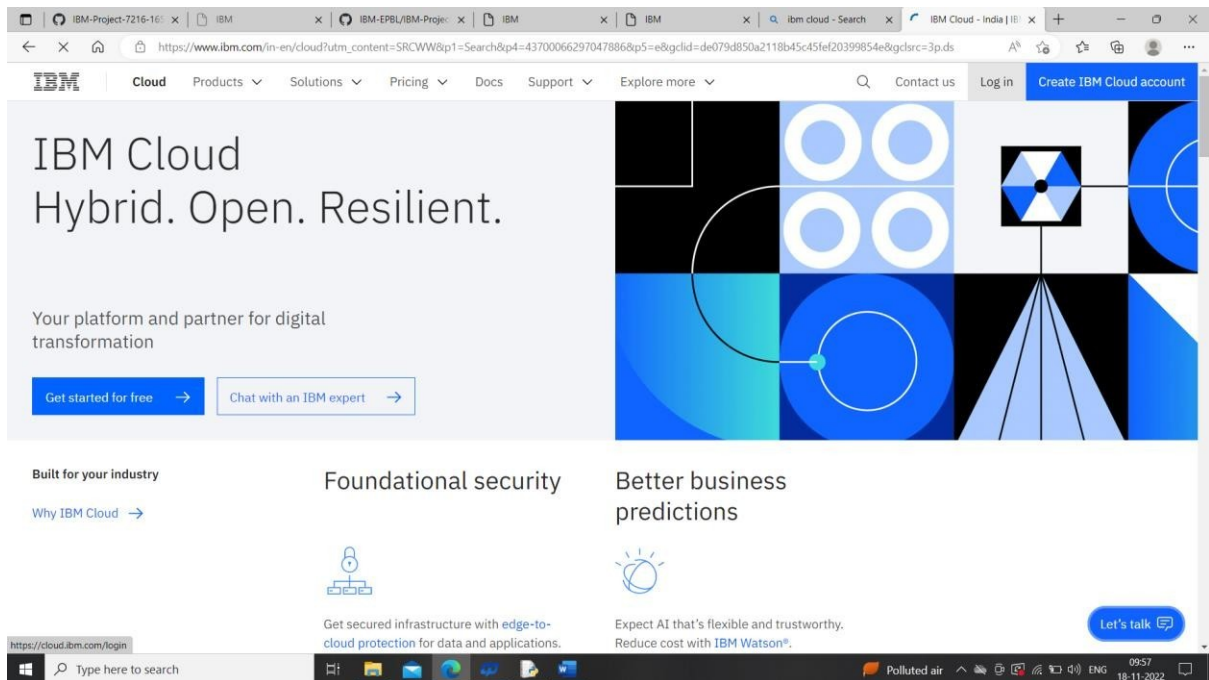 IBM-Project-7216-16
IBM
IBM-EPBL/IBM-Projec
IBM
IBM
ibm cloud - Search
IBM Cloud - India | IB
https://www.ibm.com/in-en/cloud?utm_content=SRCWW&p1=Search&p4=43700066297047886&p5=e&gclid=de079d850a2118b45c45fef20399854e&gclsrc=3p.ds
IBM Cloud Products Solutions Pricing Docs Support Explore more Contact us Log in Create IBM Cloud account
IBM Cloud
Hybrid. Open. Resilient.
Your platform and partner for digital
transformation
Get started for free → Chat with an IBM expert →
Built for your industry
Why IBM Cloud →
Foundational security
Get secured infrastructure with edge-to-
cloud protection for data and applications.
Better business
predictions
Expect AI that's flexible and trustworthy.
Reduce cost with IBM Watson®.
Let's talk
https://cloud.ibm.com/login
Type here to search
Polluted air
ENG
09:57
18-11-2022